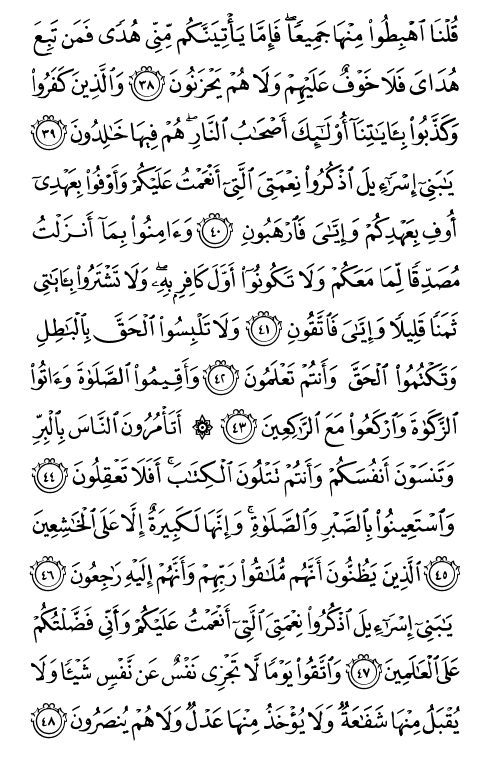 قُلْنَا ٱهْبِطُوا۟ مِنْهَا جَمِيعًا ۖ فَإِمَّا يَأْتِيَنَّكُم مِّنِّى هُدًى فَمَن تَبِعَ
هُدَاىَ فَلَا خَوْفٌ عَلَيْهِمْ وَلَا هُمْ يَحْزَنُونَ ٣٨ وَٱلَّذِينَ كَفَرُوا۟
وَكَذَّبُوا۟ بِـَٔايَـٰتِنَآ أُو۟لَـٰٓئِكَ أَصْحَـٰبُ ٱلنَّارِ ۖ هُمْ فِيهَا خَـٰلِدُونَ ٣٩
يَـٰبَنِىٓ إِسْرَٰٓءِيلَ ٱذْكُرُوا۟ نِعْمَتِىَ ٱلَّتِىٓ أَنْعَمْتُ عَلَيْكُمْ وَأَوْفُوا۟ بِعَهْدِىٓ
أُوفِ بِعَهْدِكُمْ وَإِيَّـٰىَ فَٱرْهَبُونِ ٤٠ وَءَامِنُوا۟ بِمَآ أَنزَلْتُ
مُصَدِّقًا لِّمَا مَعَكُمْ وَلَا تَكُونُوٓا۟ أَوَّلَ كَافِرٍۭ بِهِۦ ۖ وَلَا تَشْتَرُوا۟ بِـَٔايَـٰتِى
ثَمَنًا قَلِيلًا وَإِيَّـٰىَ فَٱتَّقُونِ ٤١ وَلَا تَلْبِسُوا۟ ٱلْحَقَّ بِٱلْبَـٰطِلِ
وَتَكْتُمُوا۟ ٱلْحَقَّ وَأَنتُمْ تَعْلَمُونَ ٤٢ وَأَقِيمُوا۟ ٱلصَّلَوٰةَ وَءَاتُوا۟
ٱلزَّكَوٰةَ وَٱرْكَعُوا۟ مَعَ ٱلرَّٰكِعِينَ ٤٣ ۞ أَتَأْمُرُونَ ٱلنَّاسَ بِٱلْبِرِّ
وَتَنسَوْنَ أَنفُسَكُمْ وَأَنتُمْ تَتْلُونَ ٱلْكِتَـٰبَ ۚ أَفَلَا تَعْقِلُونَ ٤٤
وَٱسْتَعِينُوا۟ بِٱلصَّبْرِ وَٱلصَّلَوٰةِ ۚ وَإِنَّهَا لَكَبِيرَةٌ إِلَّا عَلَى ٱلْخَـٰشِعِينَ
٤٥ ٱلَّذِينَ يَظُنُّونَ أَنَّهُم مُّلَـٰقُوا۟ رَبِّهِمْ وَأَنَّهُمْ إِلَيْهِ رَٰجِعُونَ ٤٦
يَـٰبَنِىٓ إِسْرَٰٓءِيلَ ٱذْكُرُوا۟ نِعْمَتِىَ ٱلَّتِىٓ أَنْعَمْتُ عَلَيْكُمْ وَأَنِّى فَضَّلْتُكُمْ
عَلَى ٱلْعَـٰلَمِينَ ٤٧ وَٱتَّقُوا۟ يَوْمًا لَّا تَجْزِى نَفْسٌ عَن نَّفْسٍ شَيْـًٔا وَلَا
يُقْبَلُ مِنْهَا شَفَـٰعَةٌ وَلَا يُؤْخَذُ مِنْهَا عَدْلٌ وَلَا هُمْ يُنصَرُونَ ٤٨